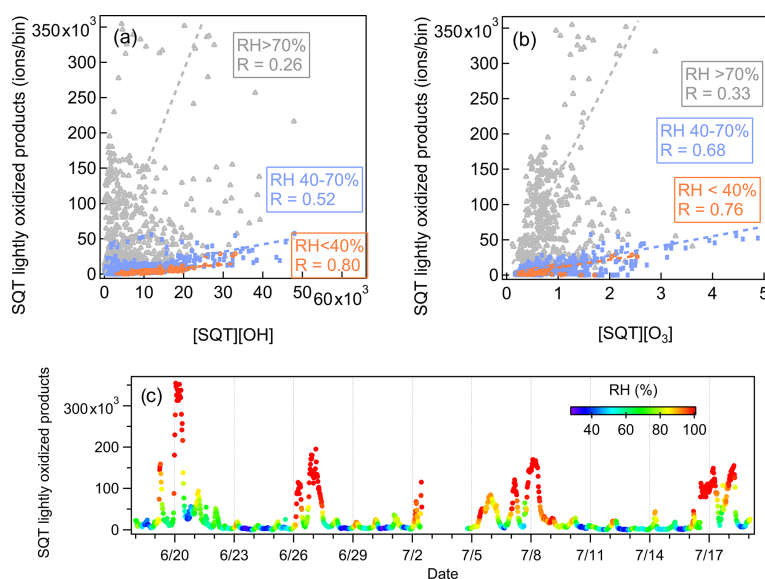 (a)
SQT lightly oxidized products (ions/bin)
350x10³
300
250
200
150
100
50
0
RH>70%
R = 0.26
RH 40-70%
R = 0.52
RH<40%
R = 0.80
0 10 20 30 40 50 60x10³
[SQT][OH]
(b)
SQT lightly oxidized products (ions/bin)
350x10³
300
250
200
150
100
50
0
RH >70%
R = 0.33
RH 40-70%
R = 0.68
RH < 40%
R = 0.76
0 1 2 3 4 5
[SQT][O₃]
(c)
SQT lightly oxidized products
300x10³
200
100
0
RH (%)
40 60 80 100
6/20 6/23 6/26 6/29 7/2 7/5 7/8 7/11 7/14 7/17
Date